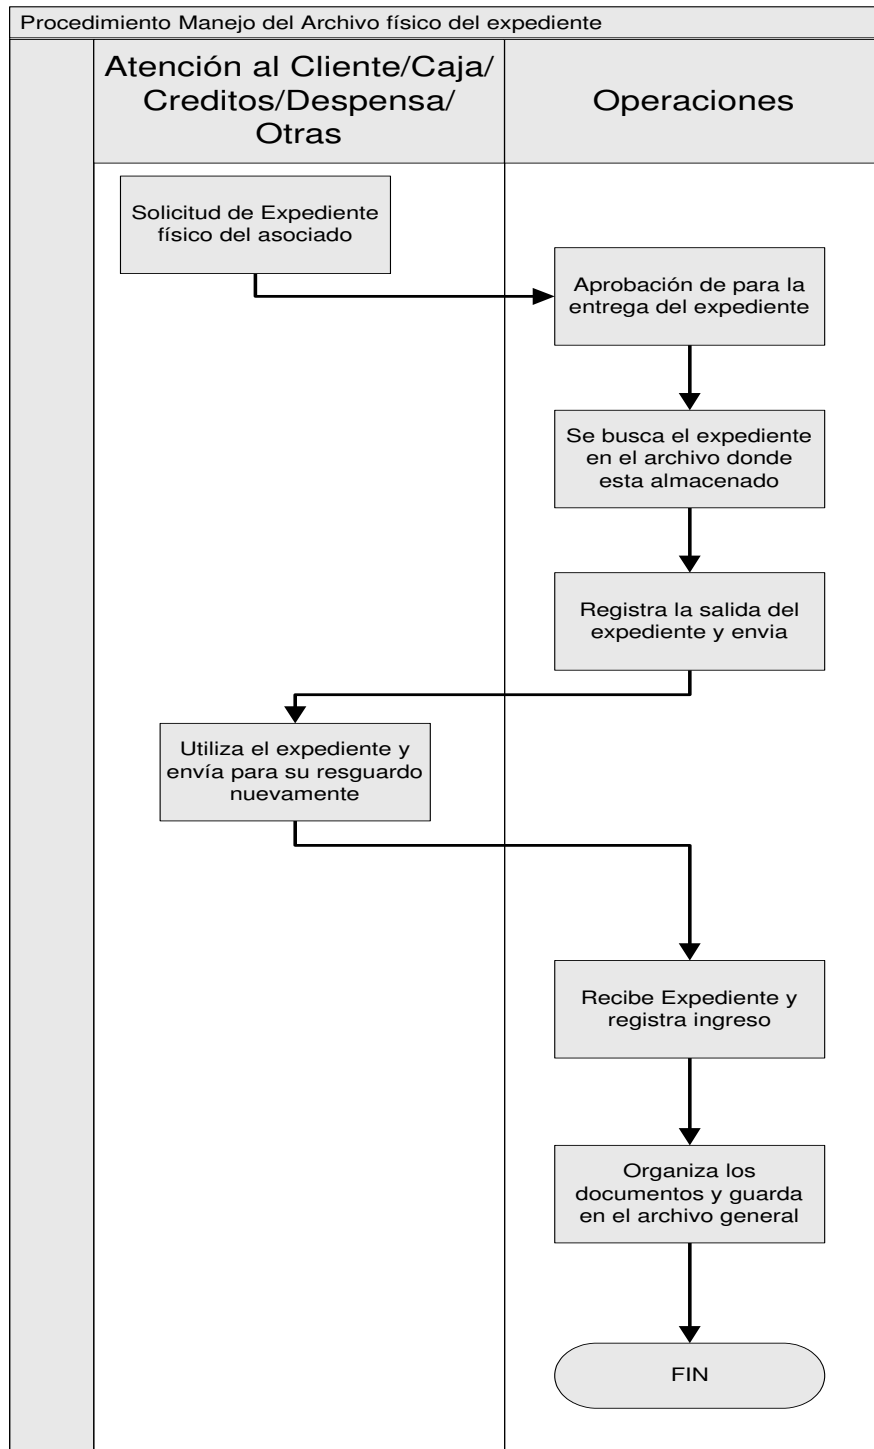 Procedimiento Manejo del Archivo físico del expediente
Atención al Cliente/Caja/
Creditos/Despensa/
Otras
Operaciones
Solicitud de Expediente
físico del asociado
Aprobación de para la
entrega del expediente
Se busca el expediente
en el archivo donde
esta almacenado
Registra la salida del
expediente y envia
Utiliza el expediente y
envía para su resguardo
nuevamente
Recibe Expediente y
registra ingreso
Organiza los
documentos y guarda
en el archivo general
FIN